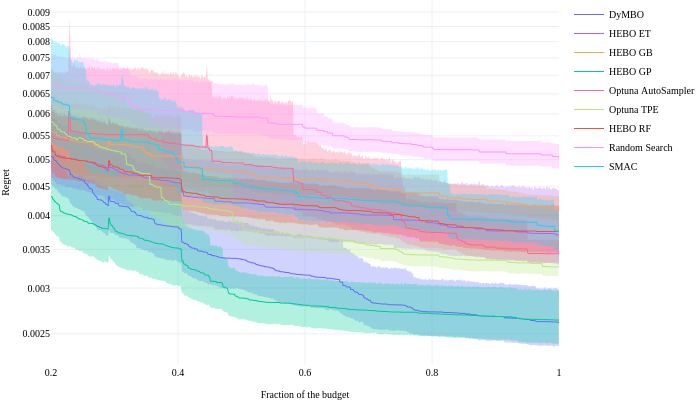 0.009
0.0085
0.008
0.0075
0.007
0.0065
0.006
0.0055
0.005
0.0045
0.004
0.0035
0.003
0.0025
Regret
0.2
0.4
0.6
0.8
1
Fraction of the budget
DyMBO
HEBO ET
HEBO GB
HEBO GP
Optuna AutoSampler
Optuna TPE
HEBO RF
Random Search
SMAC